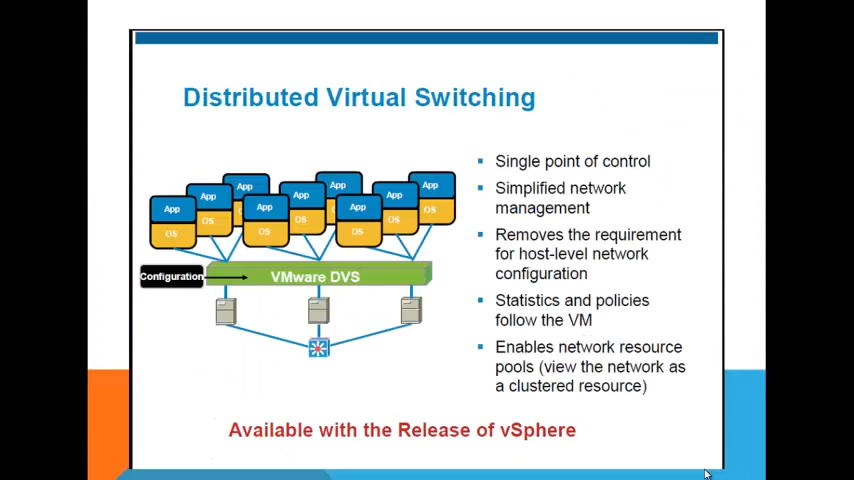 Distributed Virtual Switching
App
App
App
App
App
App
App
App
App
OS
OS
OS
OS
OS
OS
OS
OS
OS
Configuration
VMware DVS
Single point of control
Simplified network
management
Removes the requirement
for host-level network
configuration
Statistics and policies
follow the VM
Enables network resource
pools (view the network as
a clustered resource)
Available with the Release of vSphere